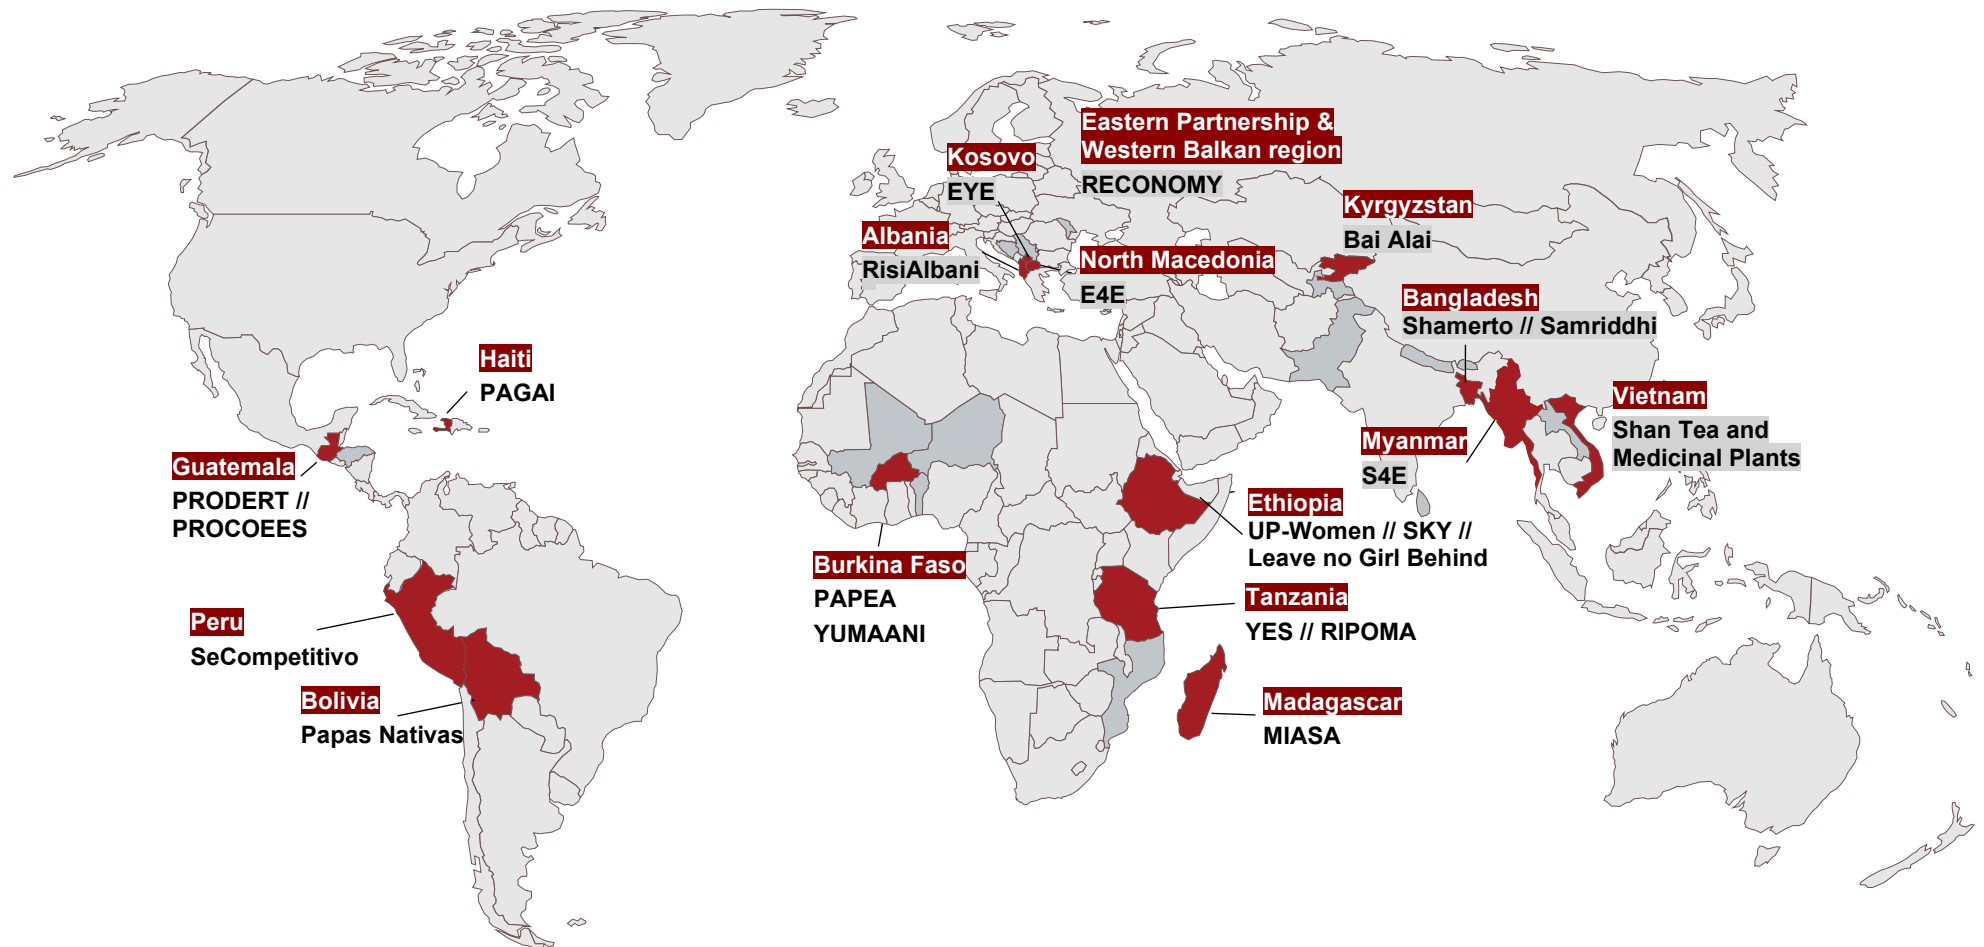 Eastern Partnership &
Western Balkan region
RECONOMY
Kosovo
EYE
Kyrgyzstan
Bai Alai
Albania
RisiAlbani
North Macedonia
E4E
Bangladesh
Shamerto // Samriddhi
Haiti
PAGAI
Vietnam
Shan Tea and
Medicinal Plants
Myanmar
S4E
Guatemala
PRODERT //
PROCOEES
Ethiopia
UP-Women // SKY //
Leave no Girl Behind
Burkina Faso
PAPEA
YUMAANI
Tanzania
YES // RIPOMA
Peru
SeCompetitivo
Bolivia
Papas Nativas
Madagascar
MIASA